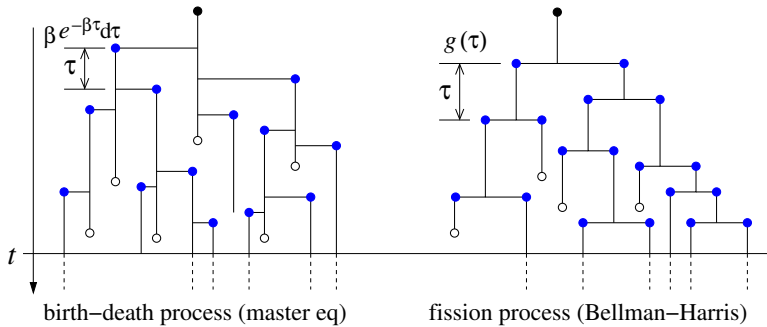 βe^{-βτ}dτ
g(τ)
τ
τ
t
birth−death process (master eq)
fission process (Bellman−Harris)